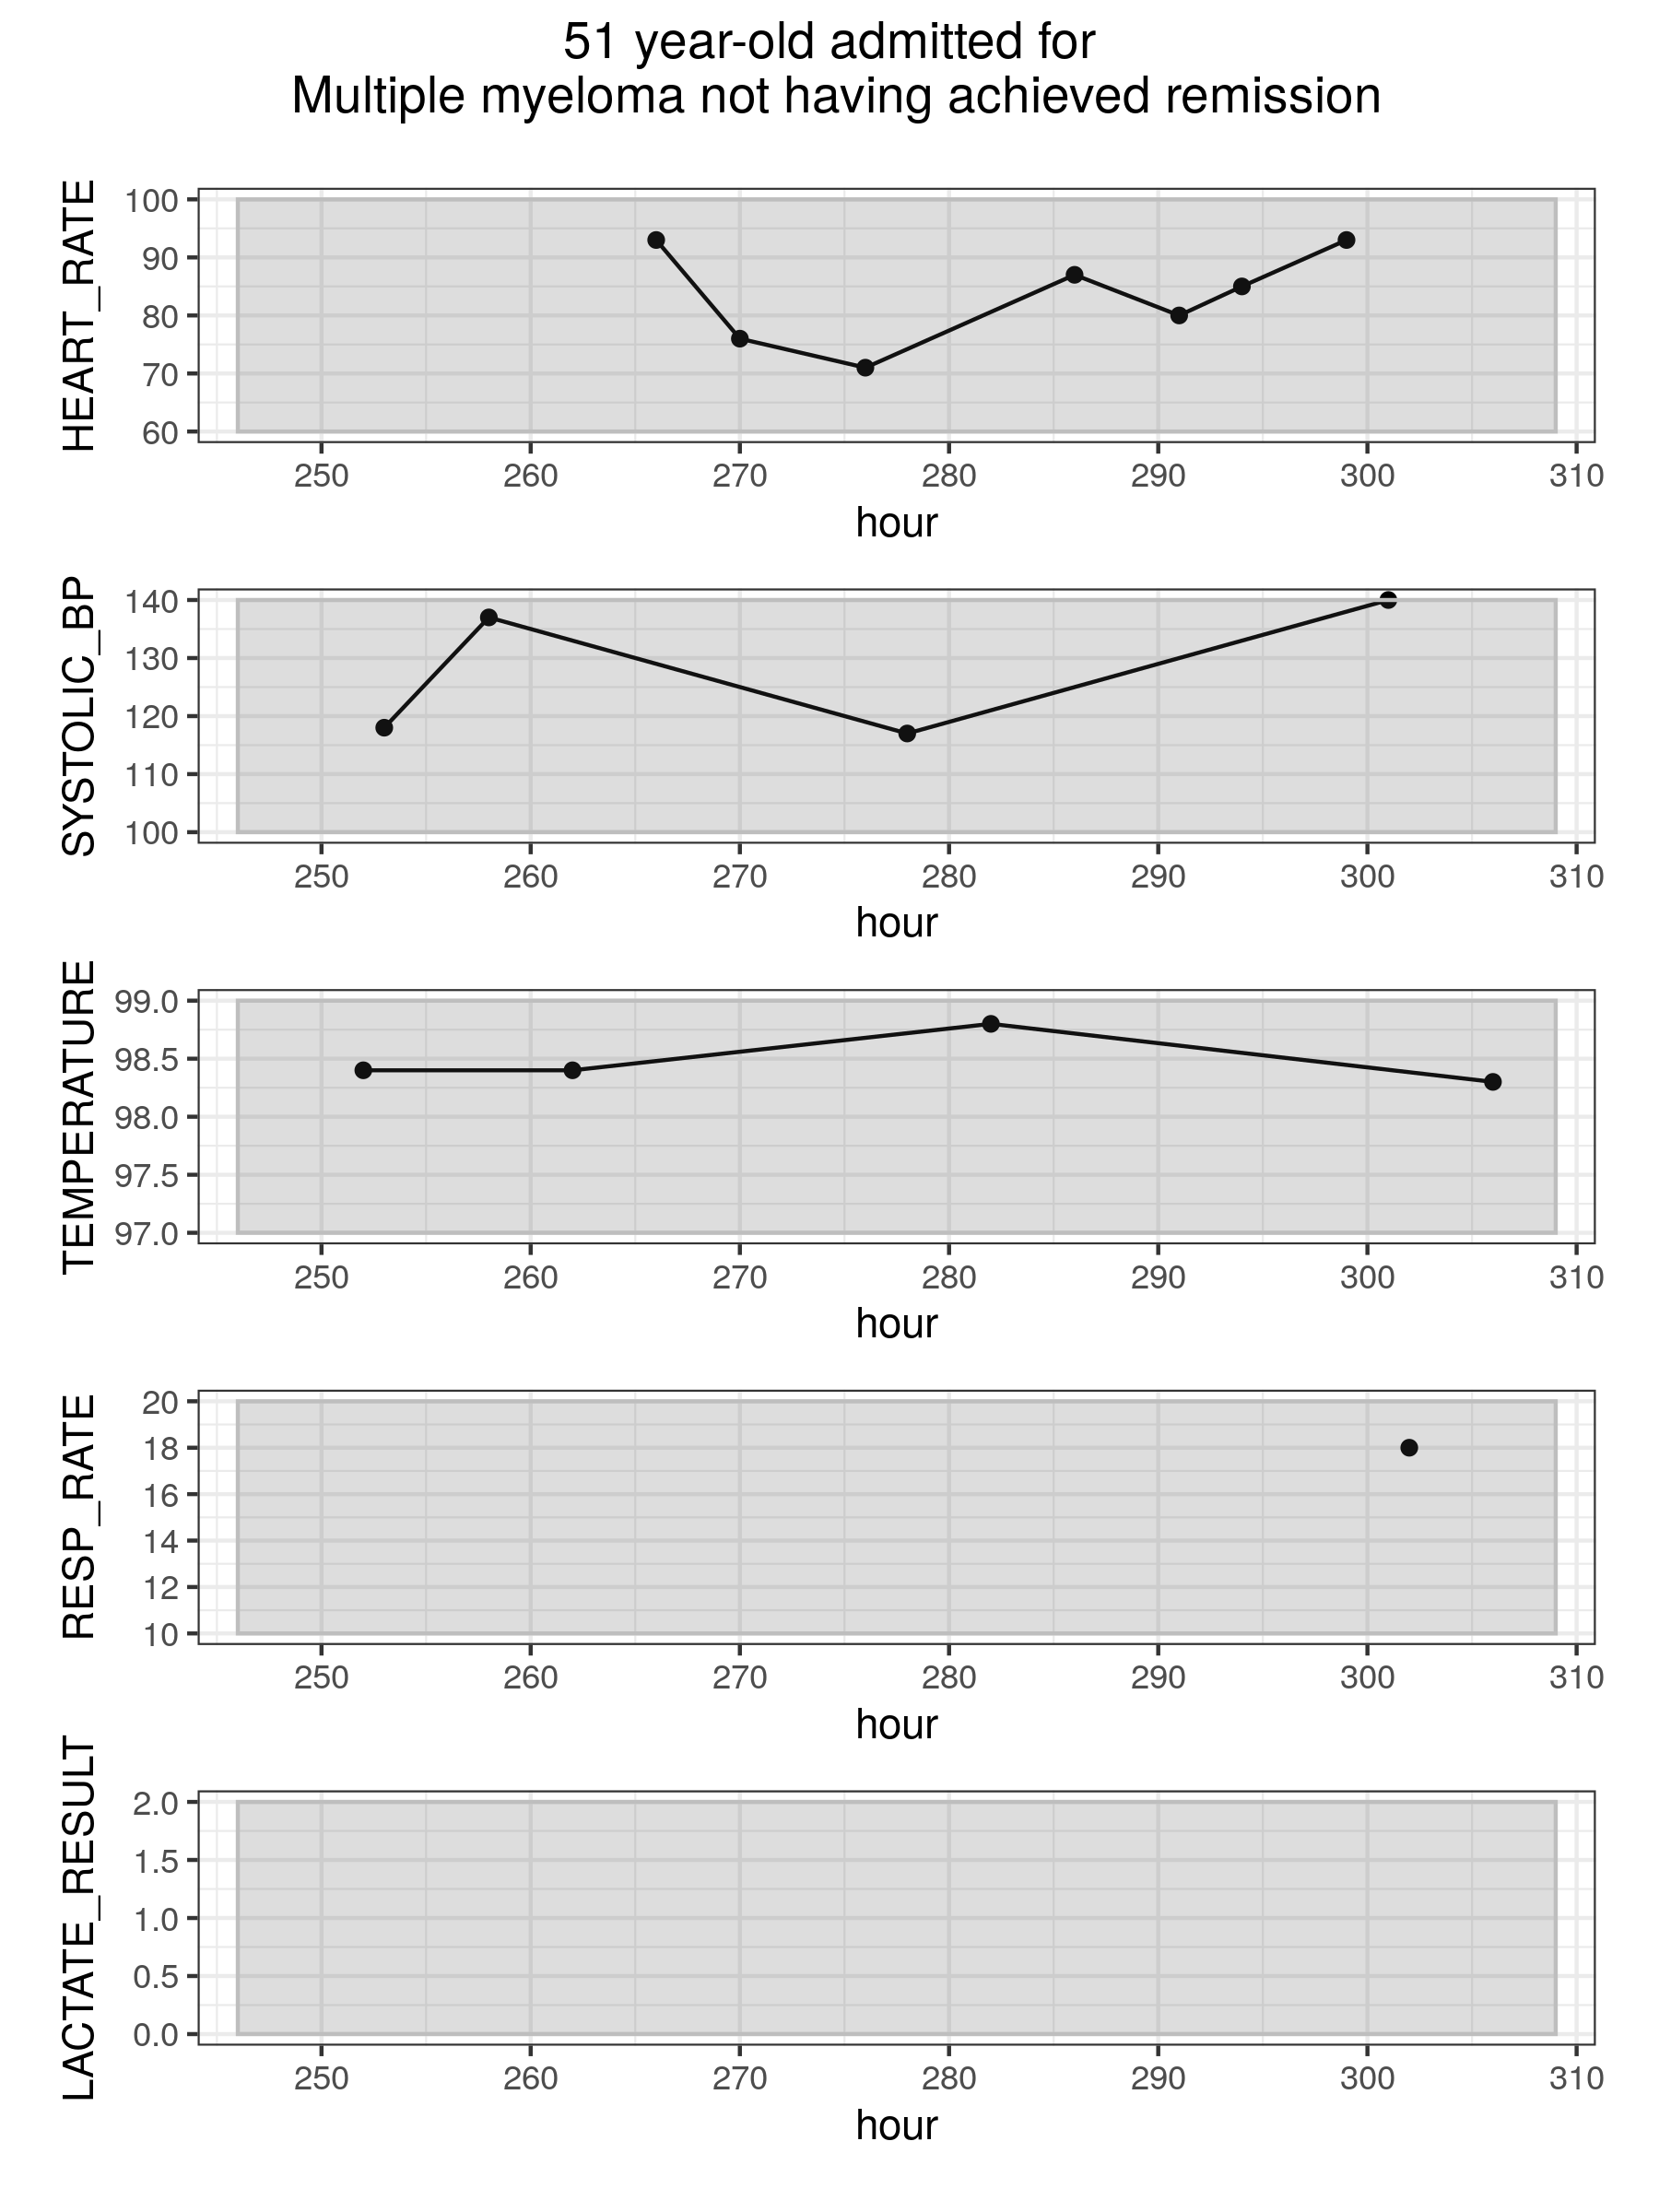 51 year-old admitted for
Multiple myeloma not having achieved remission
HEART_RATE
100
90
80
70
60
250 260 270 280 290 300 310
hour
SYSTOLIC_BP
140
130
120
110
100
250 260 270 280 290 300 310
hour
TEMPERATURE
99.0
98.5
98.0
97.5
97.0
250 260 270 280 290 300 310
hour
RESP_RATE
20
18
16
14
12
10
250 260 270 280 290 300 310
hour
LACTATE_RESULT
2.0
1.5
1.0
0.5
0.0
250 260 270 280 290 300 310
hour